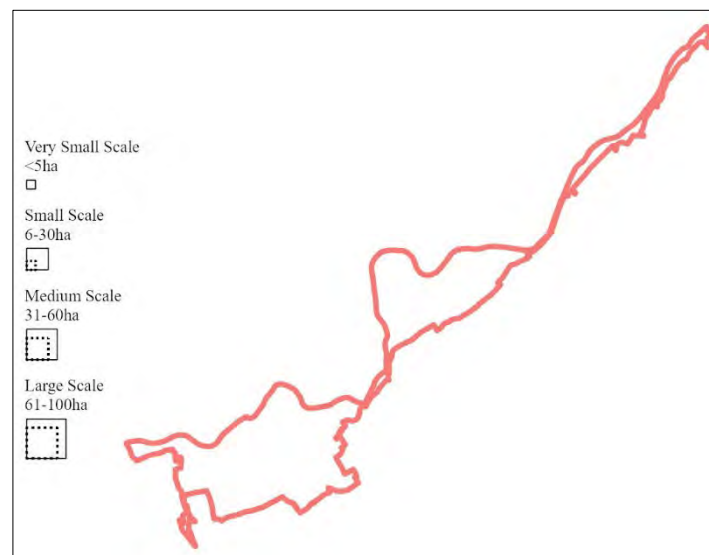 Very Small Scale
<5ha
Small Scale
6-30ha
Medium Scale
31-60ha
Large Scale
61-100ha